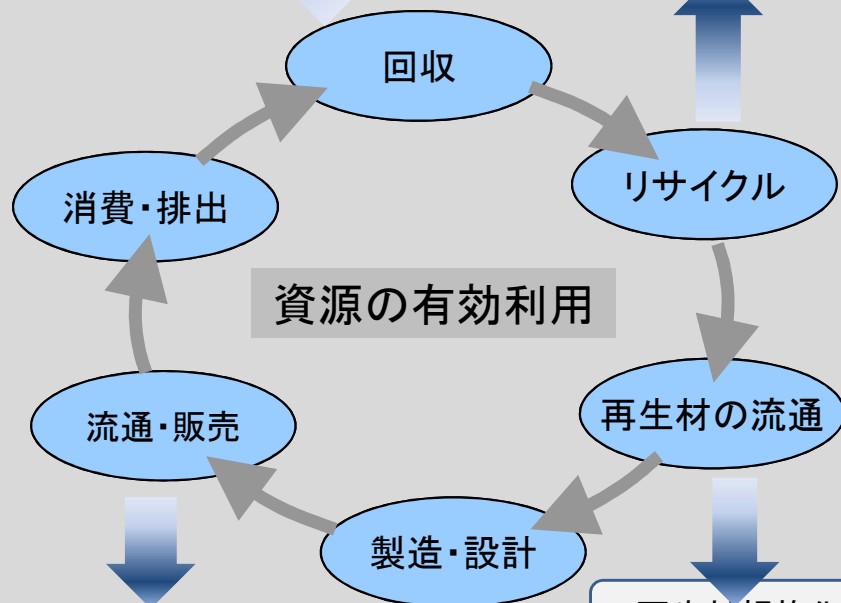 回収
リサイクル
消費・排出
資源の有効利用
再生材の流通
流通・販売
製造・設計